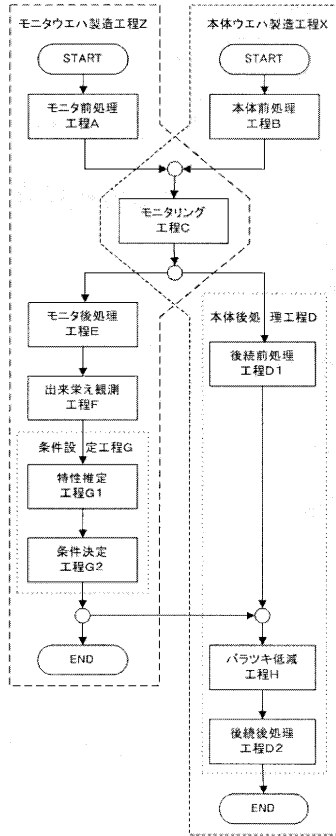 モニタウエハ製造工程Z
本体ウエハ製造工程X
START
START
モニタ前処理
工程A
本体前処理
工程B
モニタリング
工程C
モニタ後処理
工程E
本体後処理工程D
後続前処理
工程D1
出来栄え観測
工程F
条件設定工程G
特性推定
工程G1
条件決定
工程G2
END
バラツキ低減
工程H
後続後処理
工程D2
END